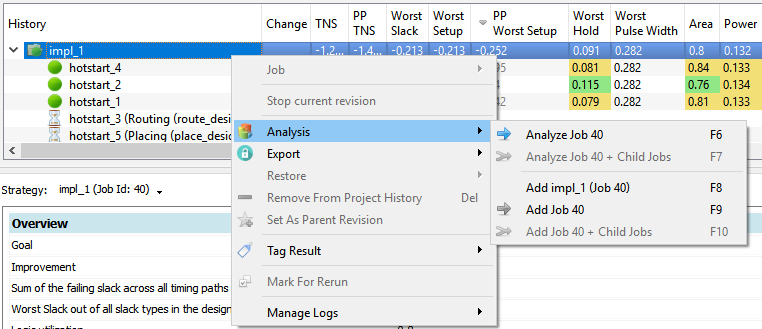 History Change TNS PP TNS Worst Slack Worst Setup PP Worst Setup Worst Hold Worst Pulse Width Area Power
impl_1 -1,2... -1,4... -0.213 -0.213 -0.252 0.091 0.282 0.8 0.132
hotstart_4 95 0.081 0.282 0.84 0.133
hotstart_2 4 0.115 0.282 0.76 0.134
hotstart_1 42 0.079 0.282 0.81 0.133
hotstart_3 (Routing (route_desi
hotstart_5 (Placing (place_desi
Job
Stop current revision
Analysis
Export
Restore
Remove From Project History Del
Set As Parent Revision
Tag Result
Mark For Rerun
Manage Logs
Analyze Job 40 F6
Analyze Job 40 + Child Jobs F7
Add impl_1 (Job 40) F8
Add Job 40 F9
Add Job 40 + Child Jobs F10
Strategy: impl_1 (Job Id: 40)
Overview
Goal
Improvement
Sum of the failing slack across all timing paths
Worst Slack out of all slack types in the design